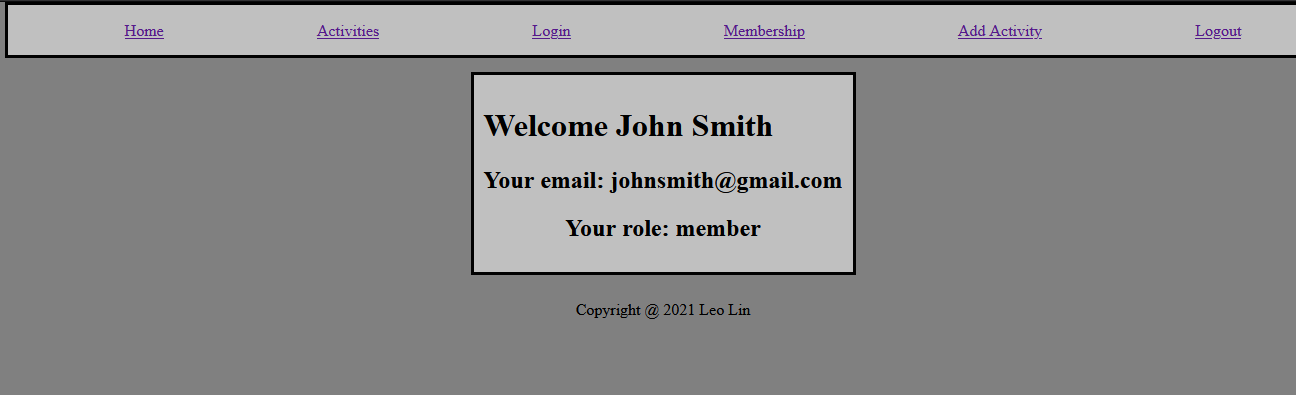 Home Activities Login Membership Add Activity Logout
Welcome John Smith
Your email: johnsmith@gmail.com
Your role: member
Copyright @ 2021 Leo Lin